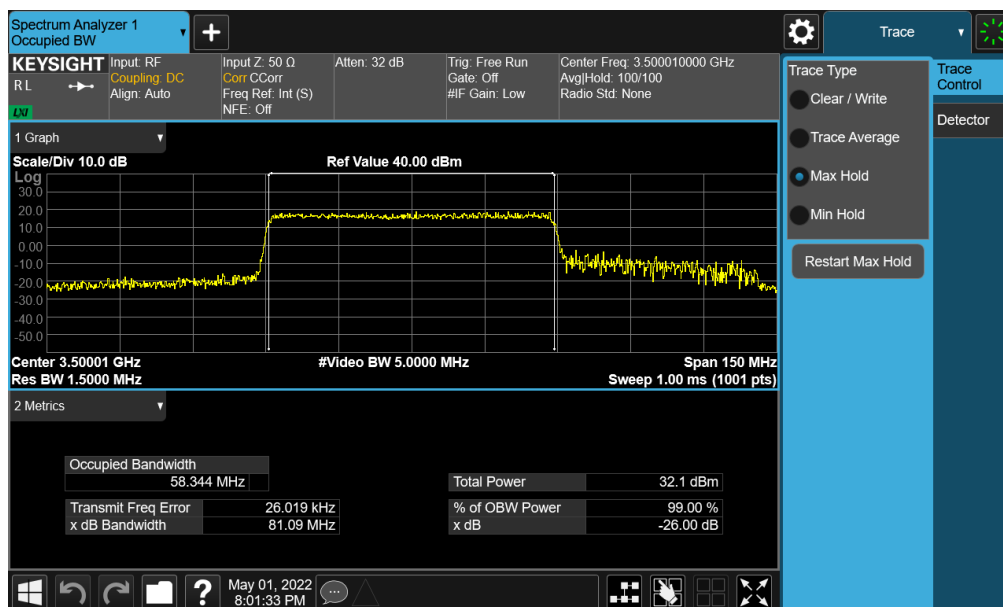 Spectrum Analyzer 1
Occupied BW
Trace
KEYSIGHT
R L
LXI
Input: RF
Coupling: DC
Align: Auto
Input Z: 50 Ω
Corr CCorr
Freq Ref: Int (S)
NFE: Off
Atten: 32 dB
Trig: Free Run
Gate: Off
#IF Gain: Low
Center Freq: 3.500010000 GHz
Avg|Hold: 100/100
Radio Std: None
Trace Type
Clear / Write
Trace Average
Max Hold
Min Hold
Restart Max Hold
Trace
Control
Detector
1 Graph
Scale/Div 10.0 dB
Ref Value 40.00 dBm
Log
30.0
20.0
10.0
0.00
-10.0
-20.0
-30.0
-40.0
-50.0
Center 3.50001 GHz
#Video BW 5.0000 MHz
Span 150 MHz
Res BW 1.5000 MHz
Sweep 1.00 ms (1001 pts)
2 Metrics
Occupied Bandwidth
58.344 MHz
Total Power 32.1 dBm
Transmit Freq Error 26.019 kHz
% of OBW Power 99.00 %
x dB Bandwidth 81.09 MHz
x dB -26.00 dB
?
May 01, 2022
8:01:33 PM